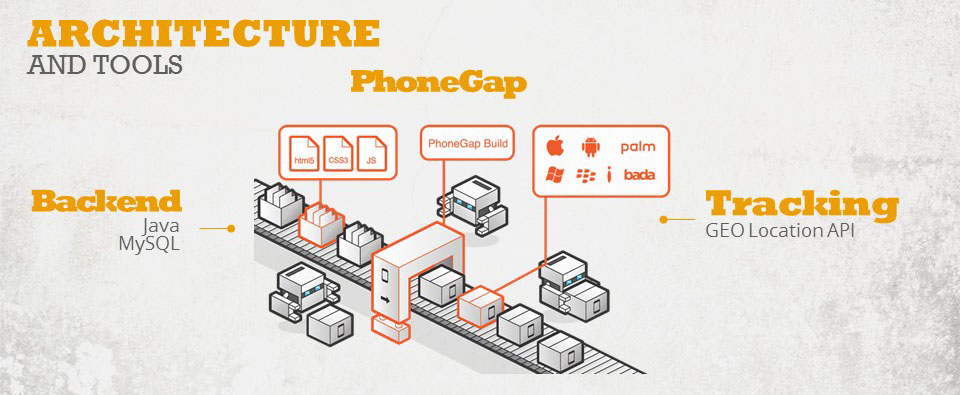 ARCHITECTURE
AND TOOLS
PhoneGap
html5
CSS3
JS
PhoneGap Build
palm
bada
Backend
Java
MySQL
Tracking
GEO Location API